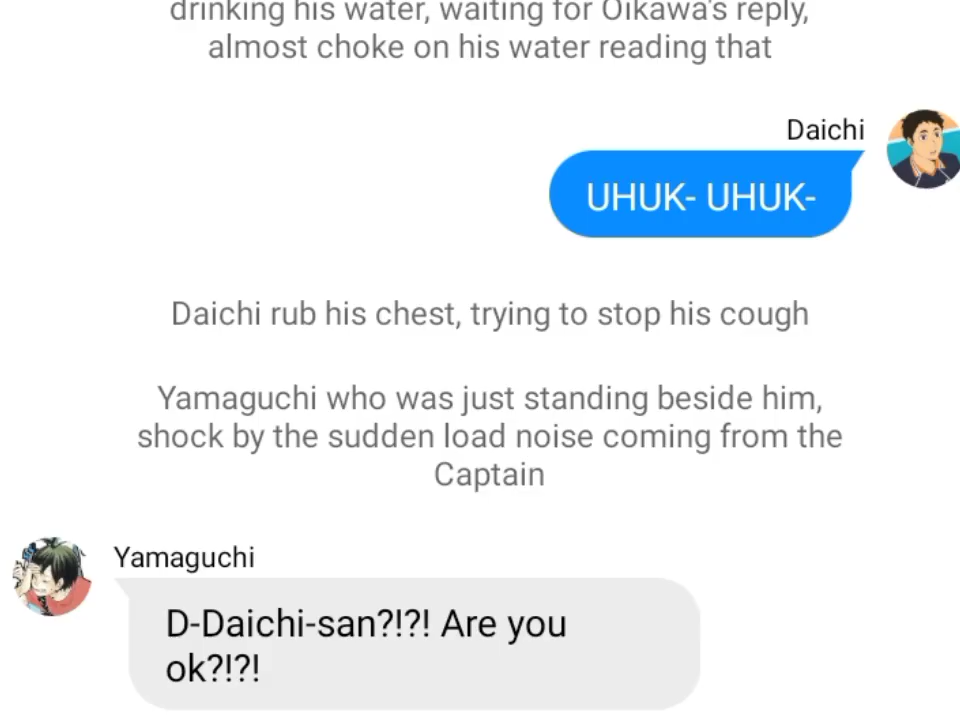 drinking his water, waiting for Oikawa's reply,
almost choke on his water reading that
Daichi
UHUK- UHUK-
Daichi rub his chest, trying to stop his cough
Yamaguchi who was just standing beside him,
shock by the sudden load noise coming from the
Captain
Yamaguchi
D-Daichi-san?!?! Are you
ok?!?!